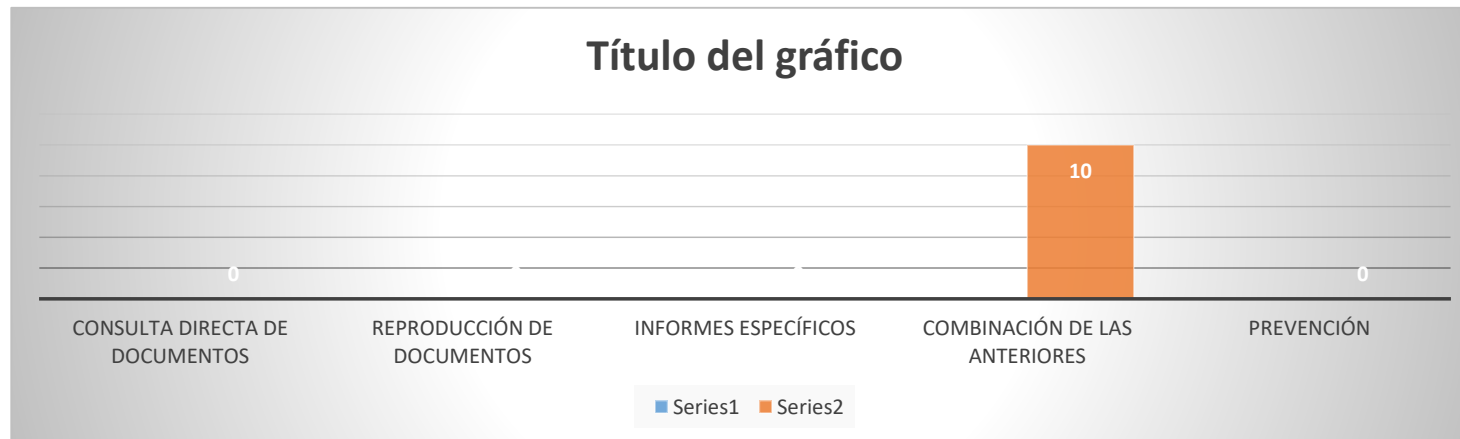 Título del gráfico
10
0
0
CONSULTA DIRECTA DE
DOCUMENTOS
REPRODUCCIÓN DE
DOCUMENTOS
INFORMES ESPECÍFICOS
COMBINACIÓN DE LAS
ANTERIORES
PREVENCIÓN
Series1 Series2